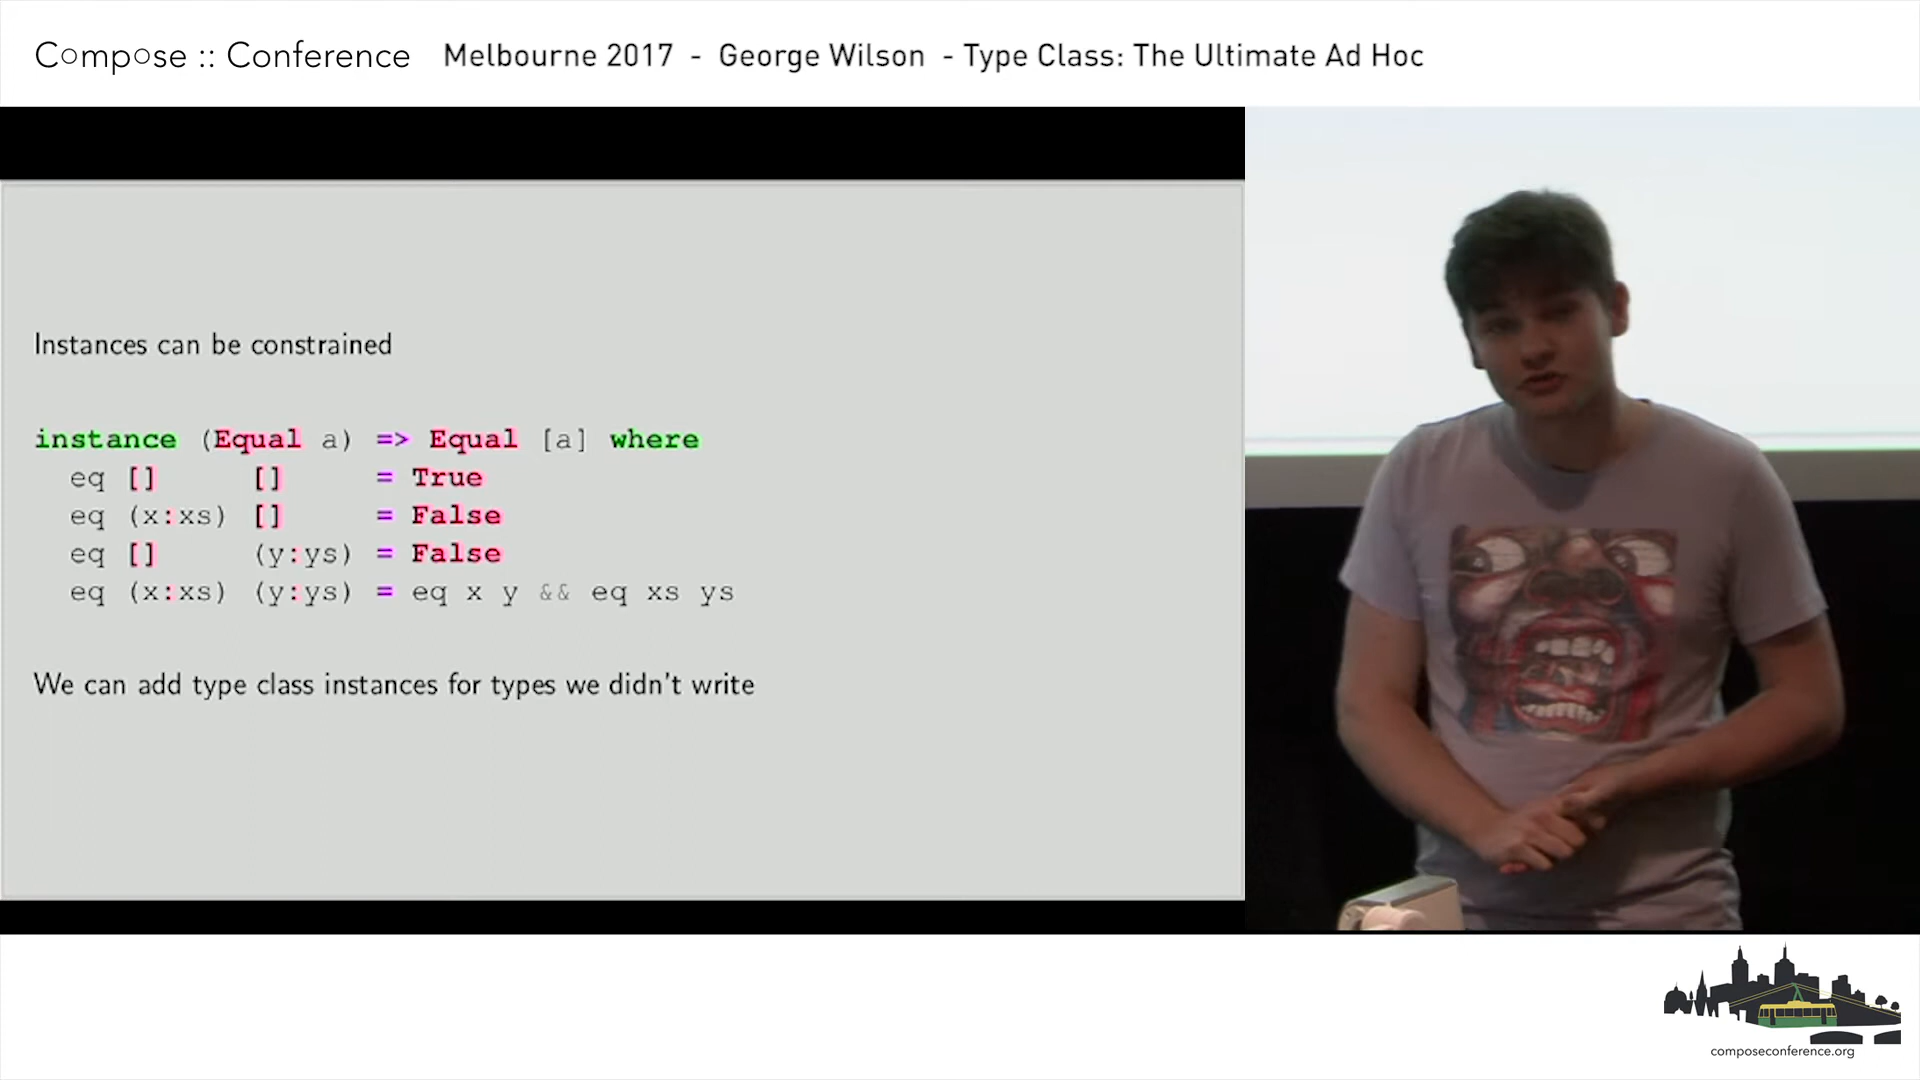 Compose :: Conference Melbourne 2017 - George Wilson - Type Class: The Ultimate Ad Hoc
Instances can be constrained
instance (Equal a) => Equal [a] where
  eq []     []     = True
  eq (x:xs) []     = False
  eq []     (y:ys) = False
  eq (x:xs) (y:ys) = eq x y && eq xs ys
We can add type class instances for types we didn't write
composeconference.org